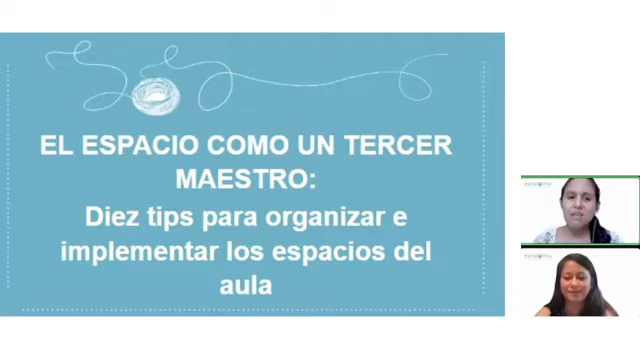 EL ESPACIO COMO UN TERCER
MAESTRO:
Diez tips para organizar e
implementar los espacios del
aula